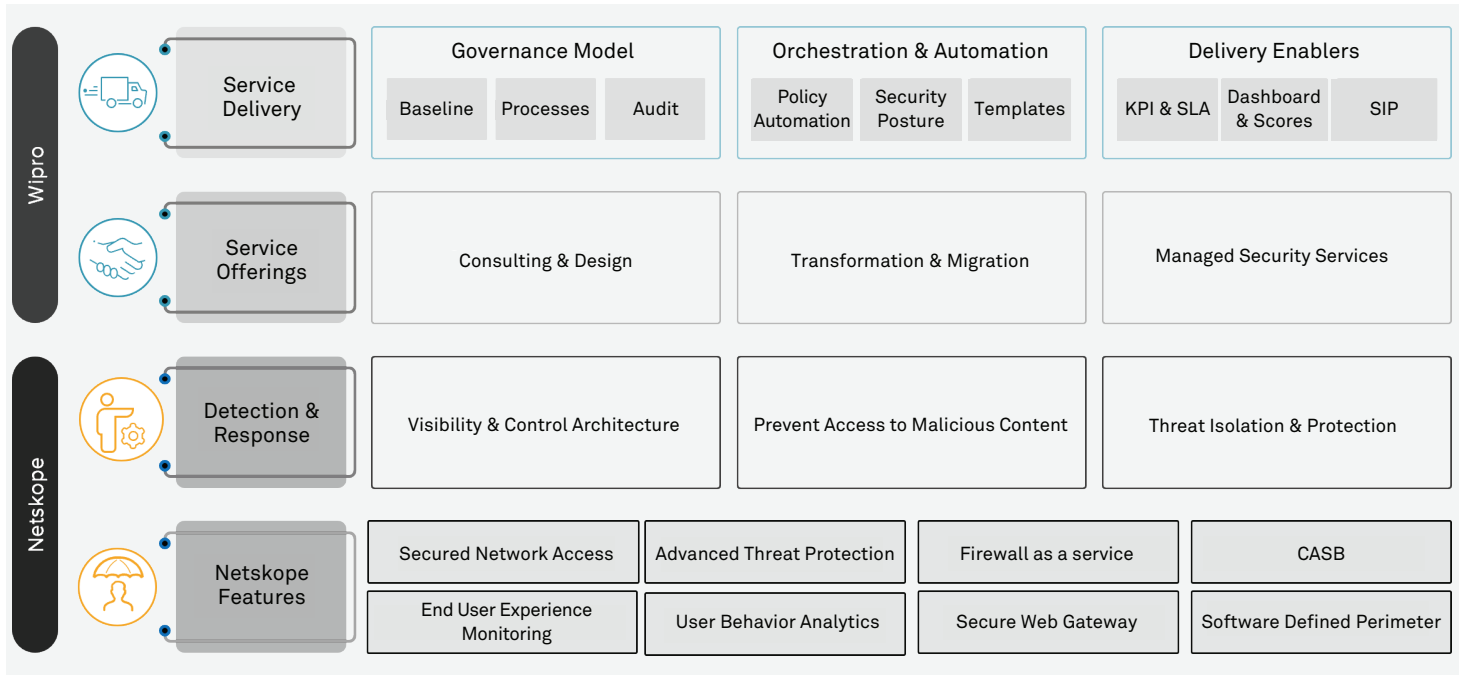 Wipro
Service
Delivery
Governance Model
Baseline
Processes
Audit
Orchestration & Automation
Policy
Automation
Security
Posture
Templates
Delivery Enablers
KPI & SLA
Dashboard
& Scores
SIP
Service
Offerings
Consulting & Design
Transformation & Migration
Managed Security Services
Netskope
Detection &
Response
Visibility & Control Architecture
Prevent Access to Malicious Content
Threat Isolation & Protection
Netskope
Features
Secured Network Access
Advanced Threat Protection
Firewall as a service
CASB
End User Experience
Monitoring
User Behavior Analytics
Secure Web Gateway
Software Defined Perimeter